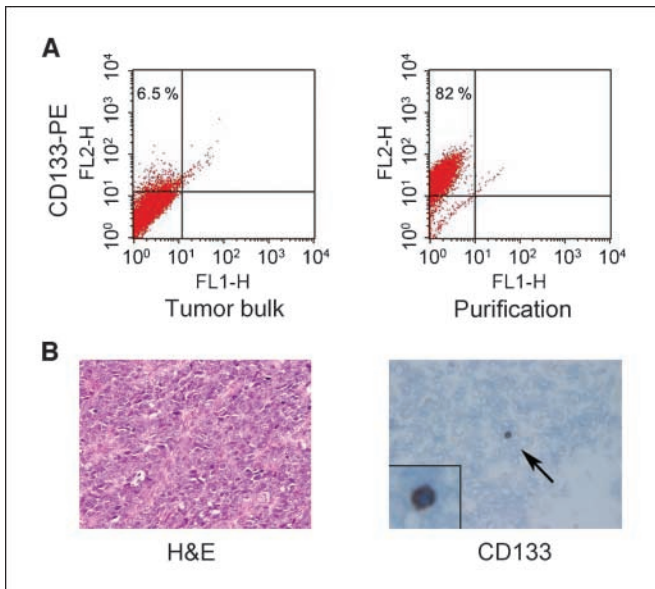 A
CD133-PE
6.5 %
FL2-H
10⁴
10³
10²
10¹
10⁰
10⁰ 10¹ 10² 10³ 10⁴
FL1-H
Tumor bulk
82 %
FL2-H
10⁴
10³
10²
10¹
10⁰
10⁰ 10¹ 10² 10³ 10⁴
FL1-H
Purification
B
H&E
CD133